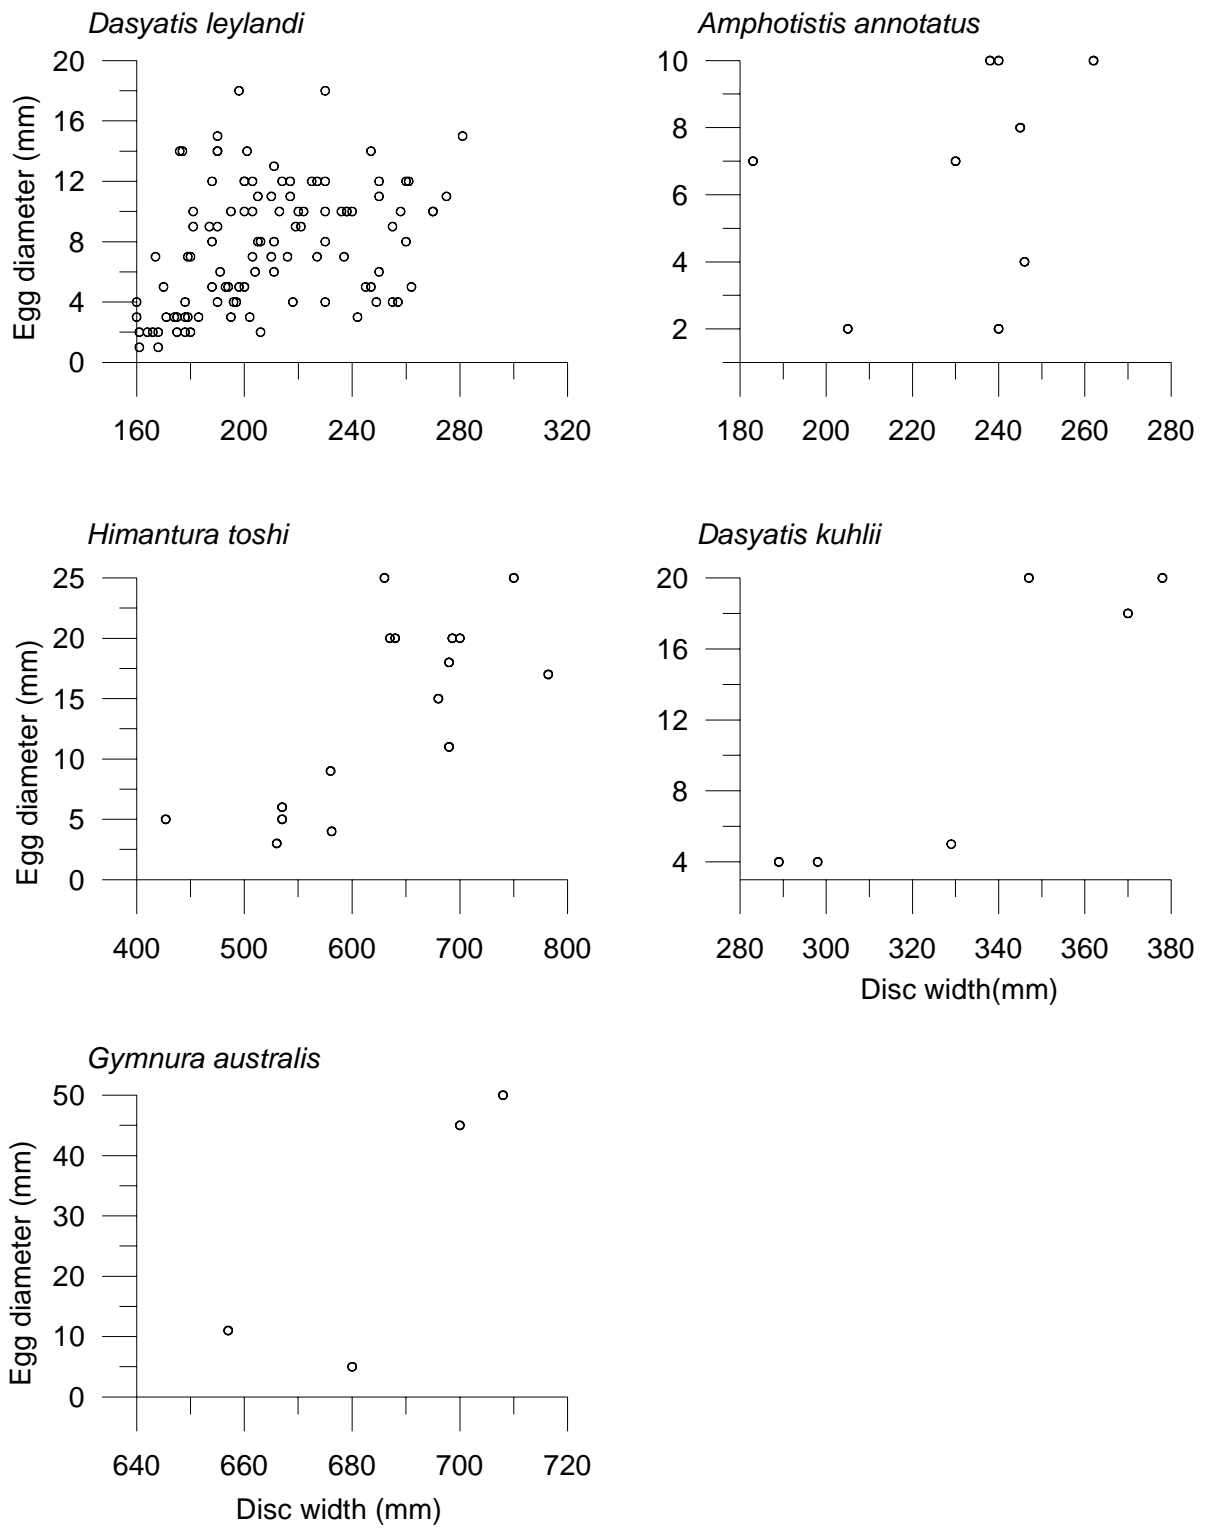 Dasyatis leylandi
Egg diameter (mm)
20
16
12
8
4
0
160 200 240 280 320
Amphotistis annotatus
10
8
6
4
2
180 200 220 240 260 280
Himantura toshi
Egg diameter (mm)
25
20
15
10
5
0
400 500 600 700 800
Dasyatis kuhlii
20
16
12
8
4
280 298 320 340 360 380
Disc width(mm)
Gymnura australis
Egg diameter (mm)
50
40
30
20
10
0
640 660 680 700 720
Disc width (mm)